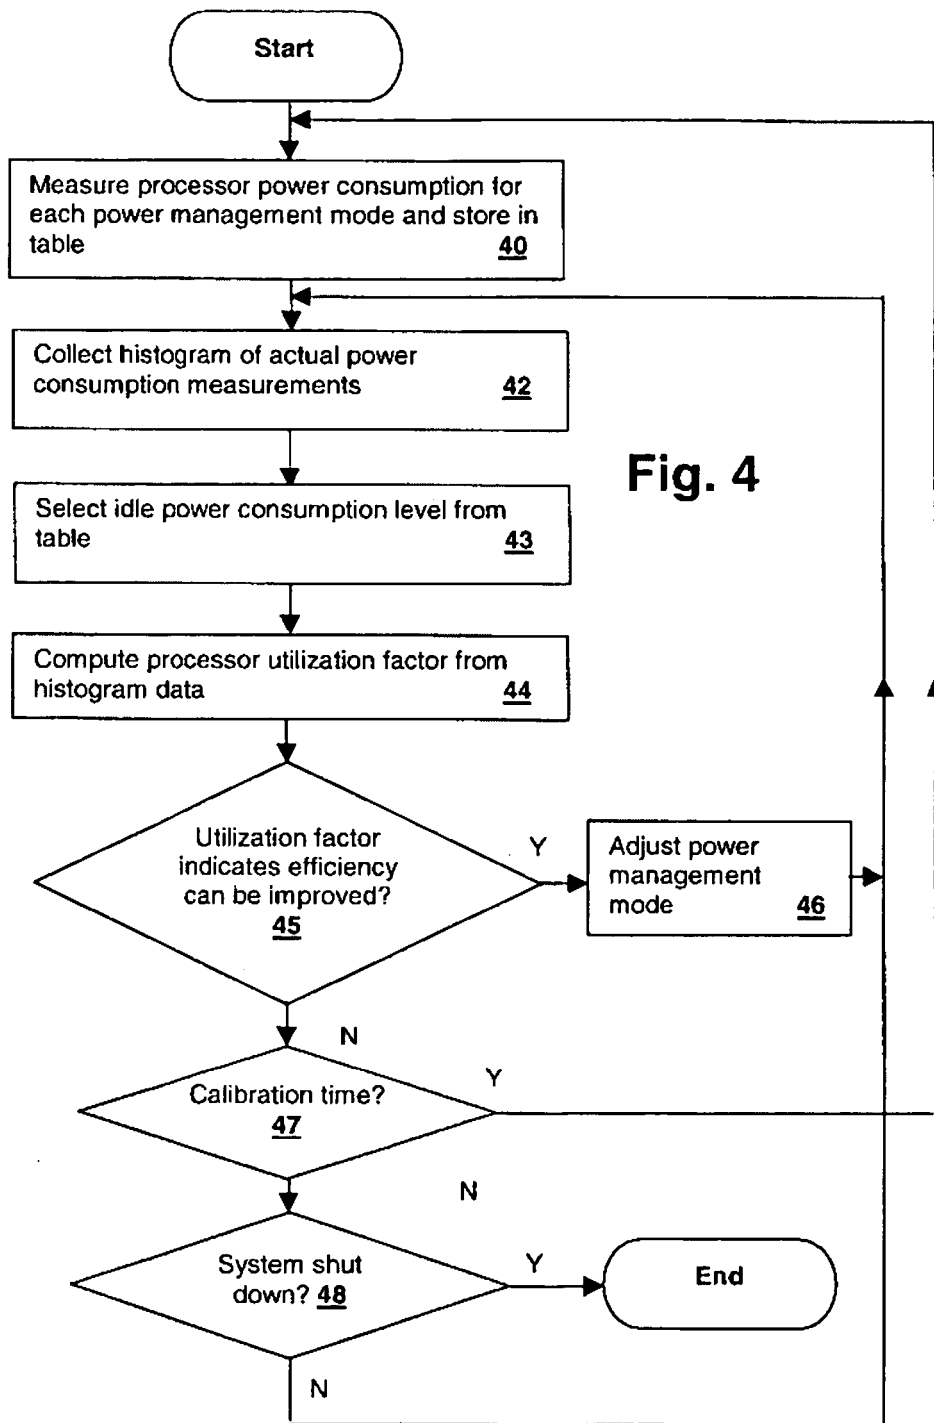 Start
Measure processor power consumption for
each power management mode and store in
table 40
Collect histogram of actual power
consumption measurements 42
Fig. 4
Select idle power consumption level from
table 43
Compute processor utilization factor from
histogram data 44
Utilization factor
indicates efficiency
can be improved?
45
Y
Adjust power
management
mode 46
N
Calibration time?
47
Y
N
System shut
down? 48
Y
End
N